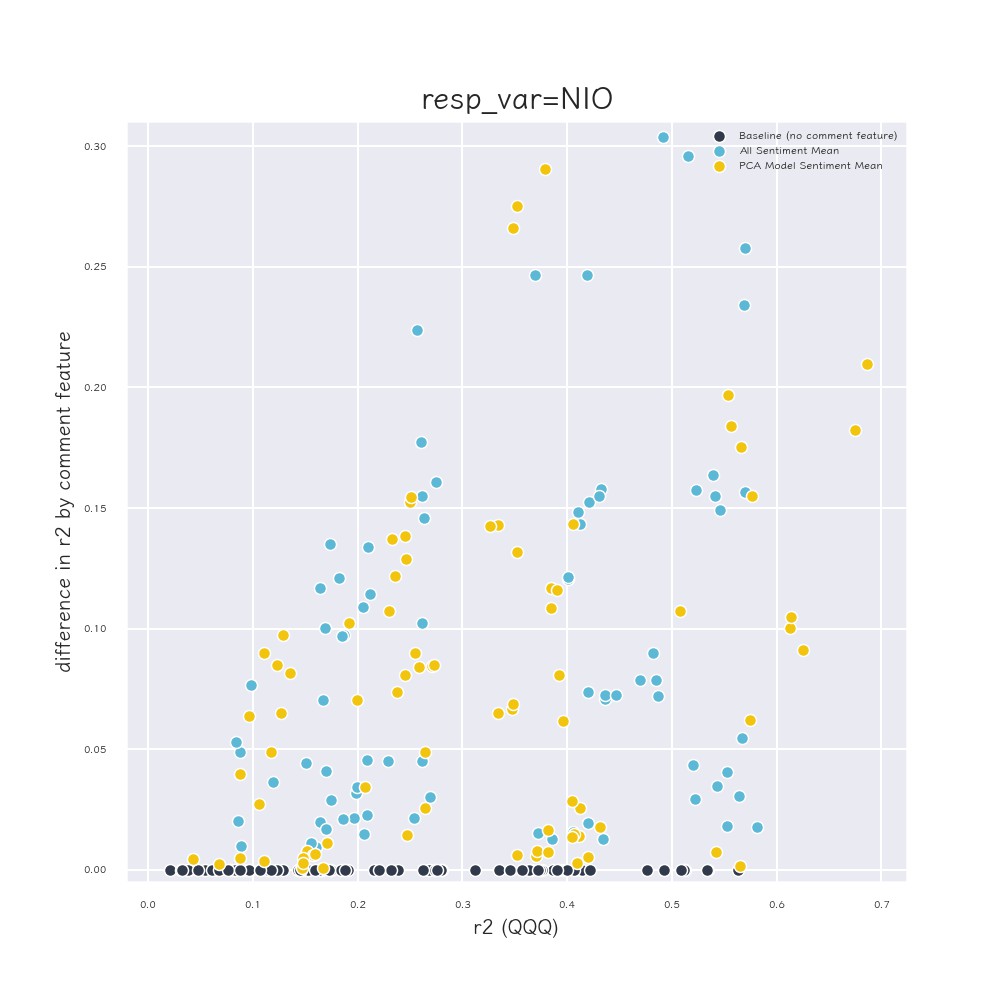 resp_var=NIO
Baseline (no comment feature)
All Sentiment Mean
PCA Model Sentiment Mean
difference in r2 by comment feature
0.30
0.25
0.20
0.15
0.10
0.05
0.00
0.0 0.1 0.2 0.3 0.4 0.5 0.6 0.7
r2 (QQQ)